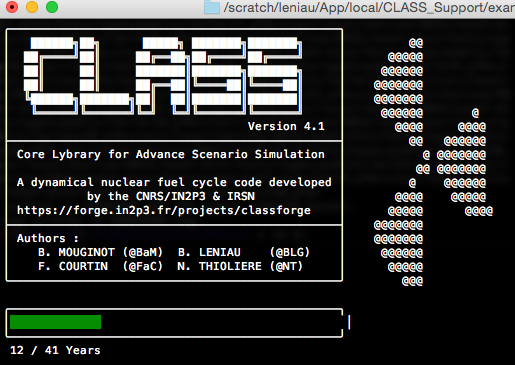 /scratch/leniau/App/local/CLASS_Support/exam
CLASS
Version 4.1
Core Lybrary for Advance Scenario Simulation
A dynamical nuclear fuel cycle code developed
by the CNRS/IN2P3 & IRSN
https://forge.in2p3.fr/projects/classforge
Authors :
B. MOUGINOT (@BaM) B. LENIAU (@BLG)
F. COURTIN (@FaC) N. THIOLIERE (@NT)
12 / 41 Years